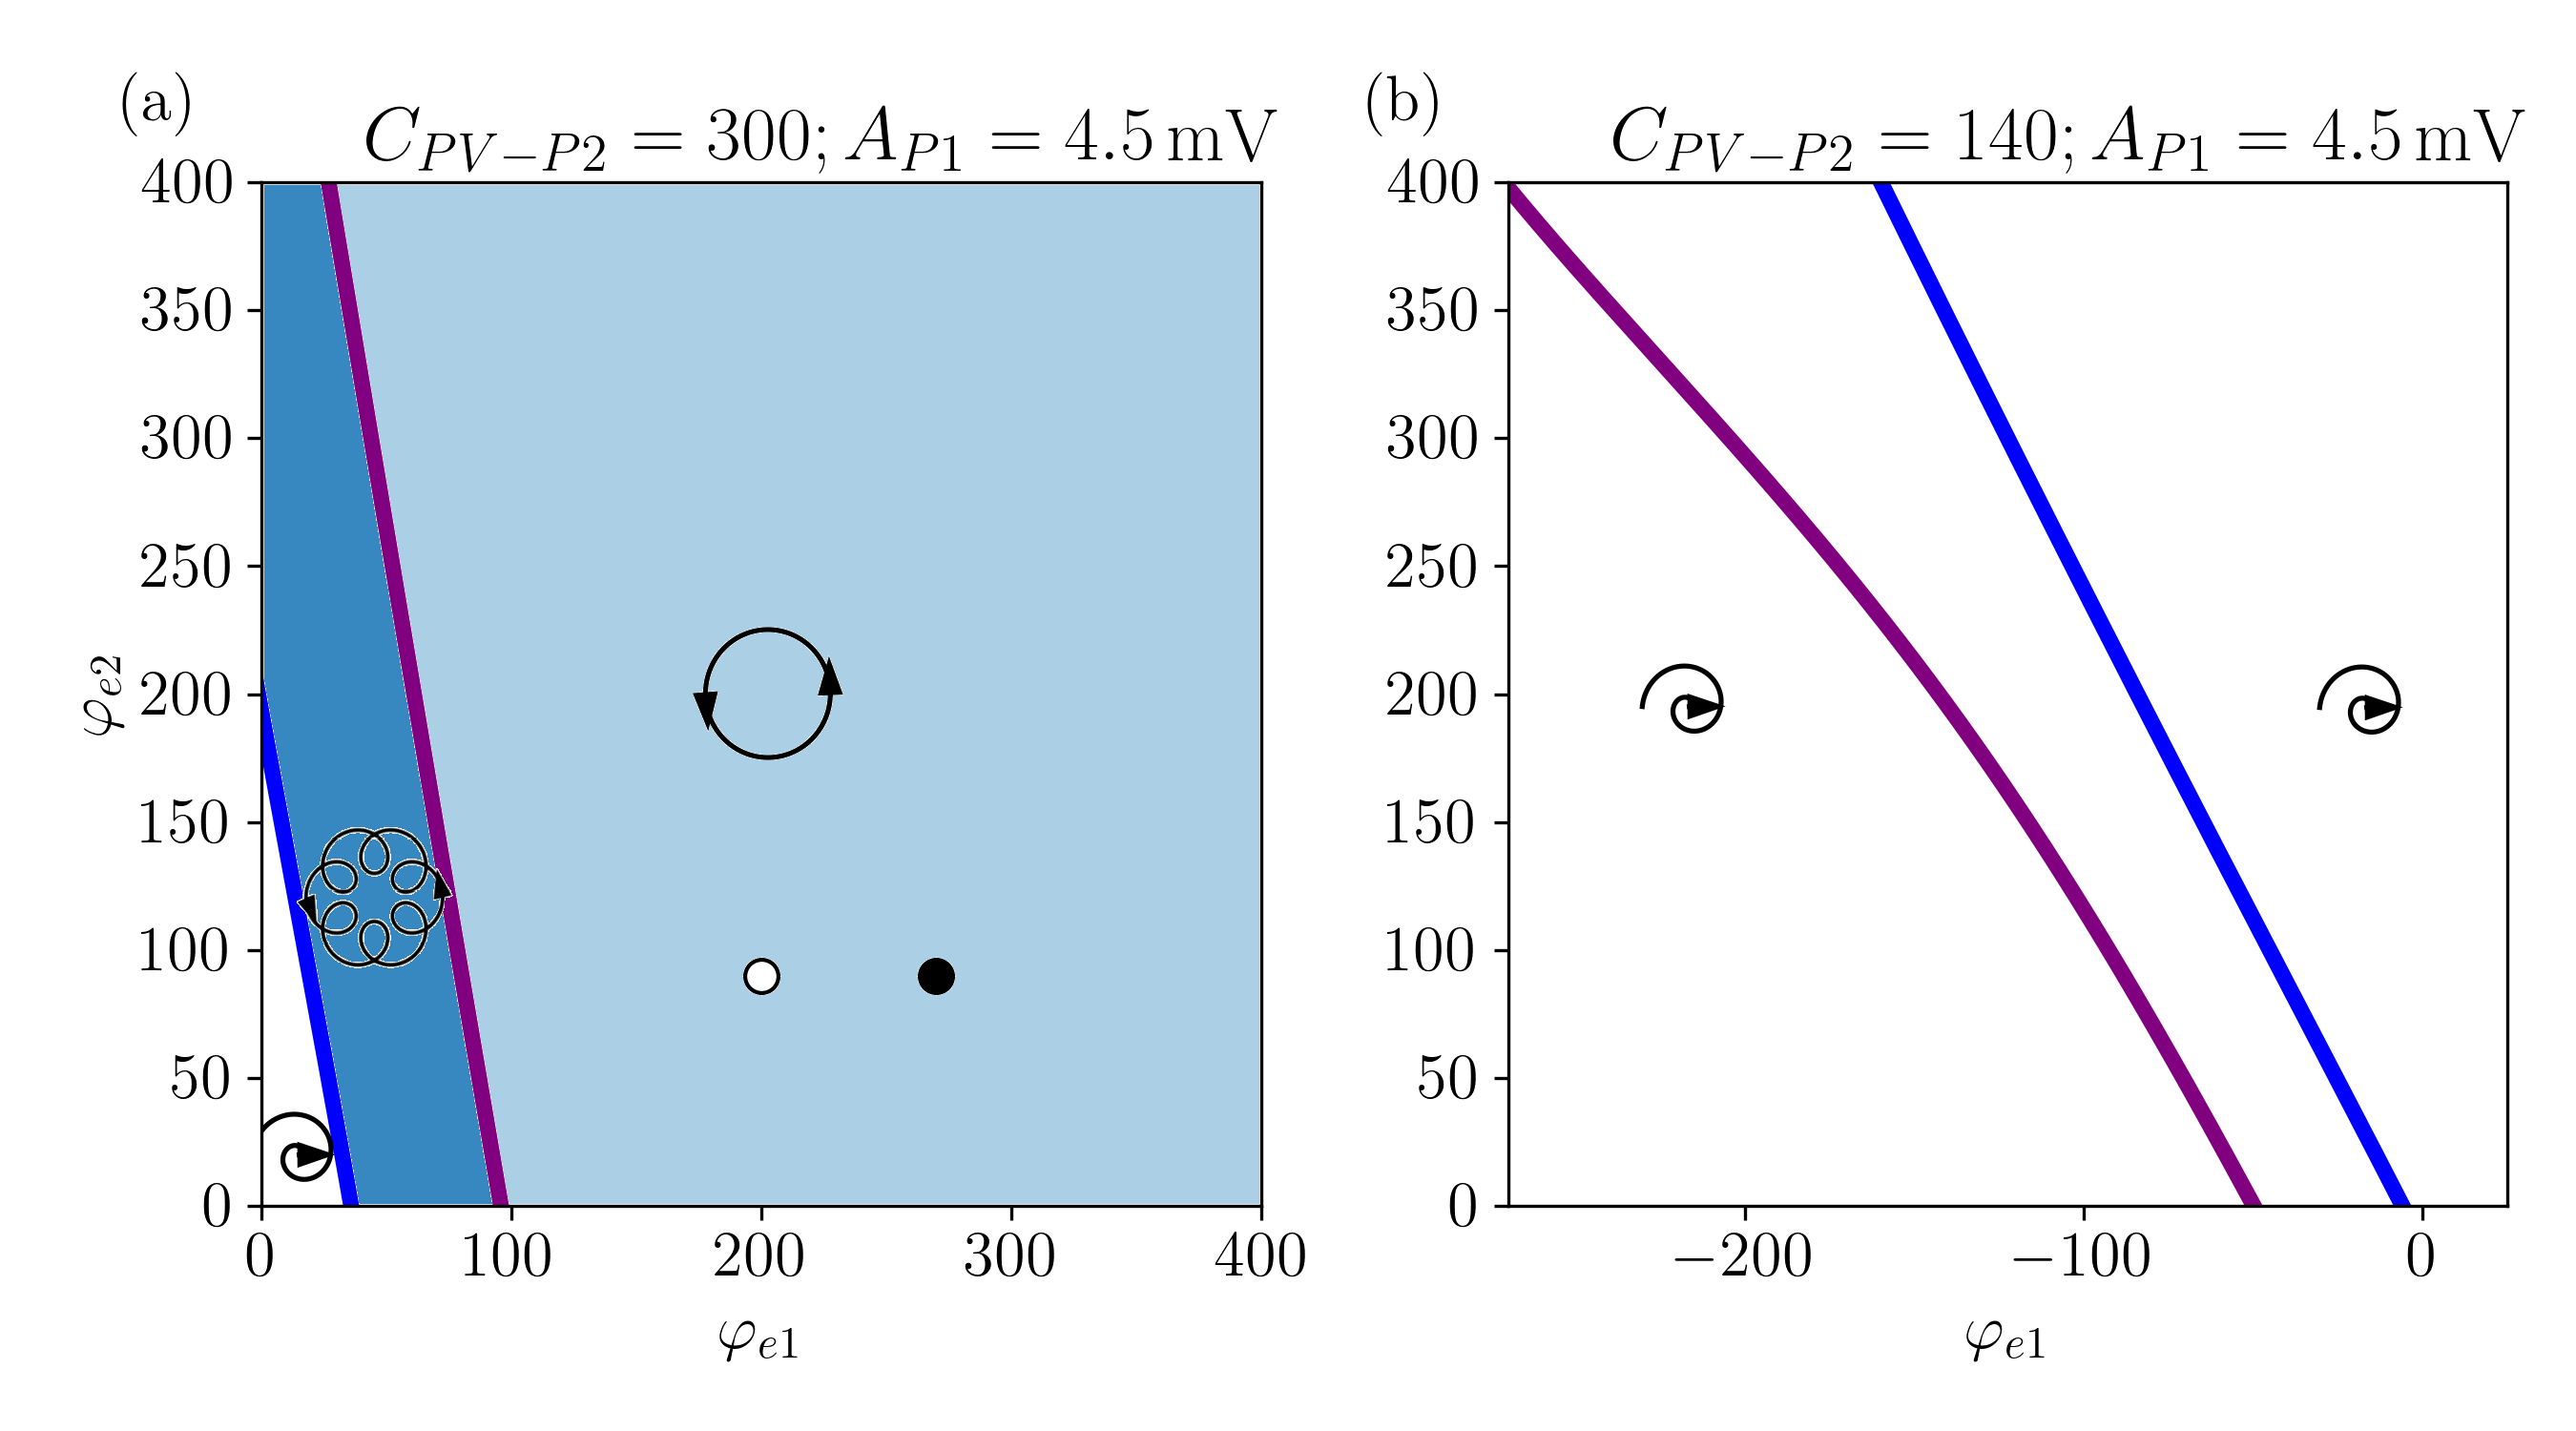 (a)
C_{PV-P2} = 300; A_{P1} = 4.5 mV
400
350
300
250
200
150
100
50
0
φ_{e2}
0 100 200 300 400
φ_{e1}
(b)
C_{PV-P2} = 140; A_{P1} = 4.5 mV
400
350
300
250
200
150
100
50
0
−200 −100 0
φ_{e1}